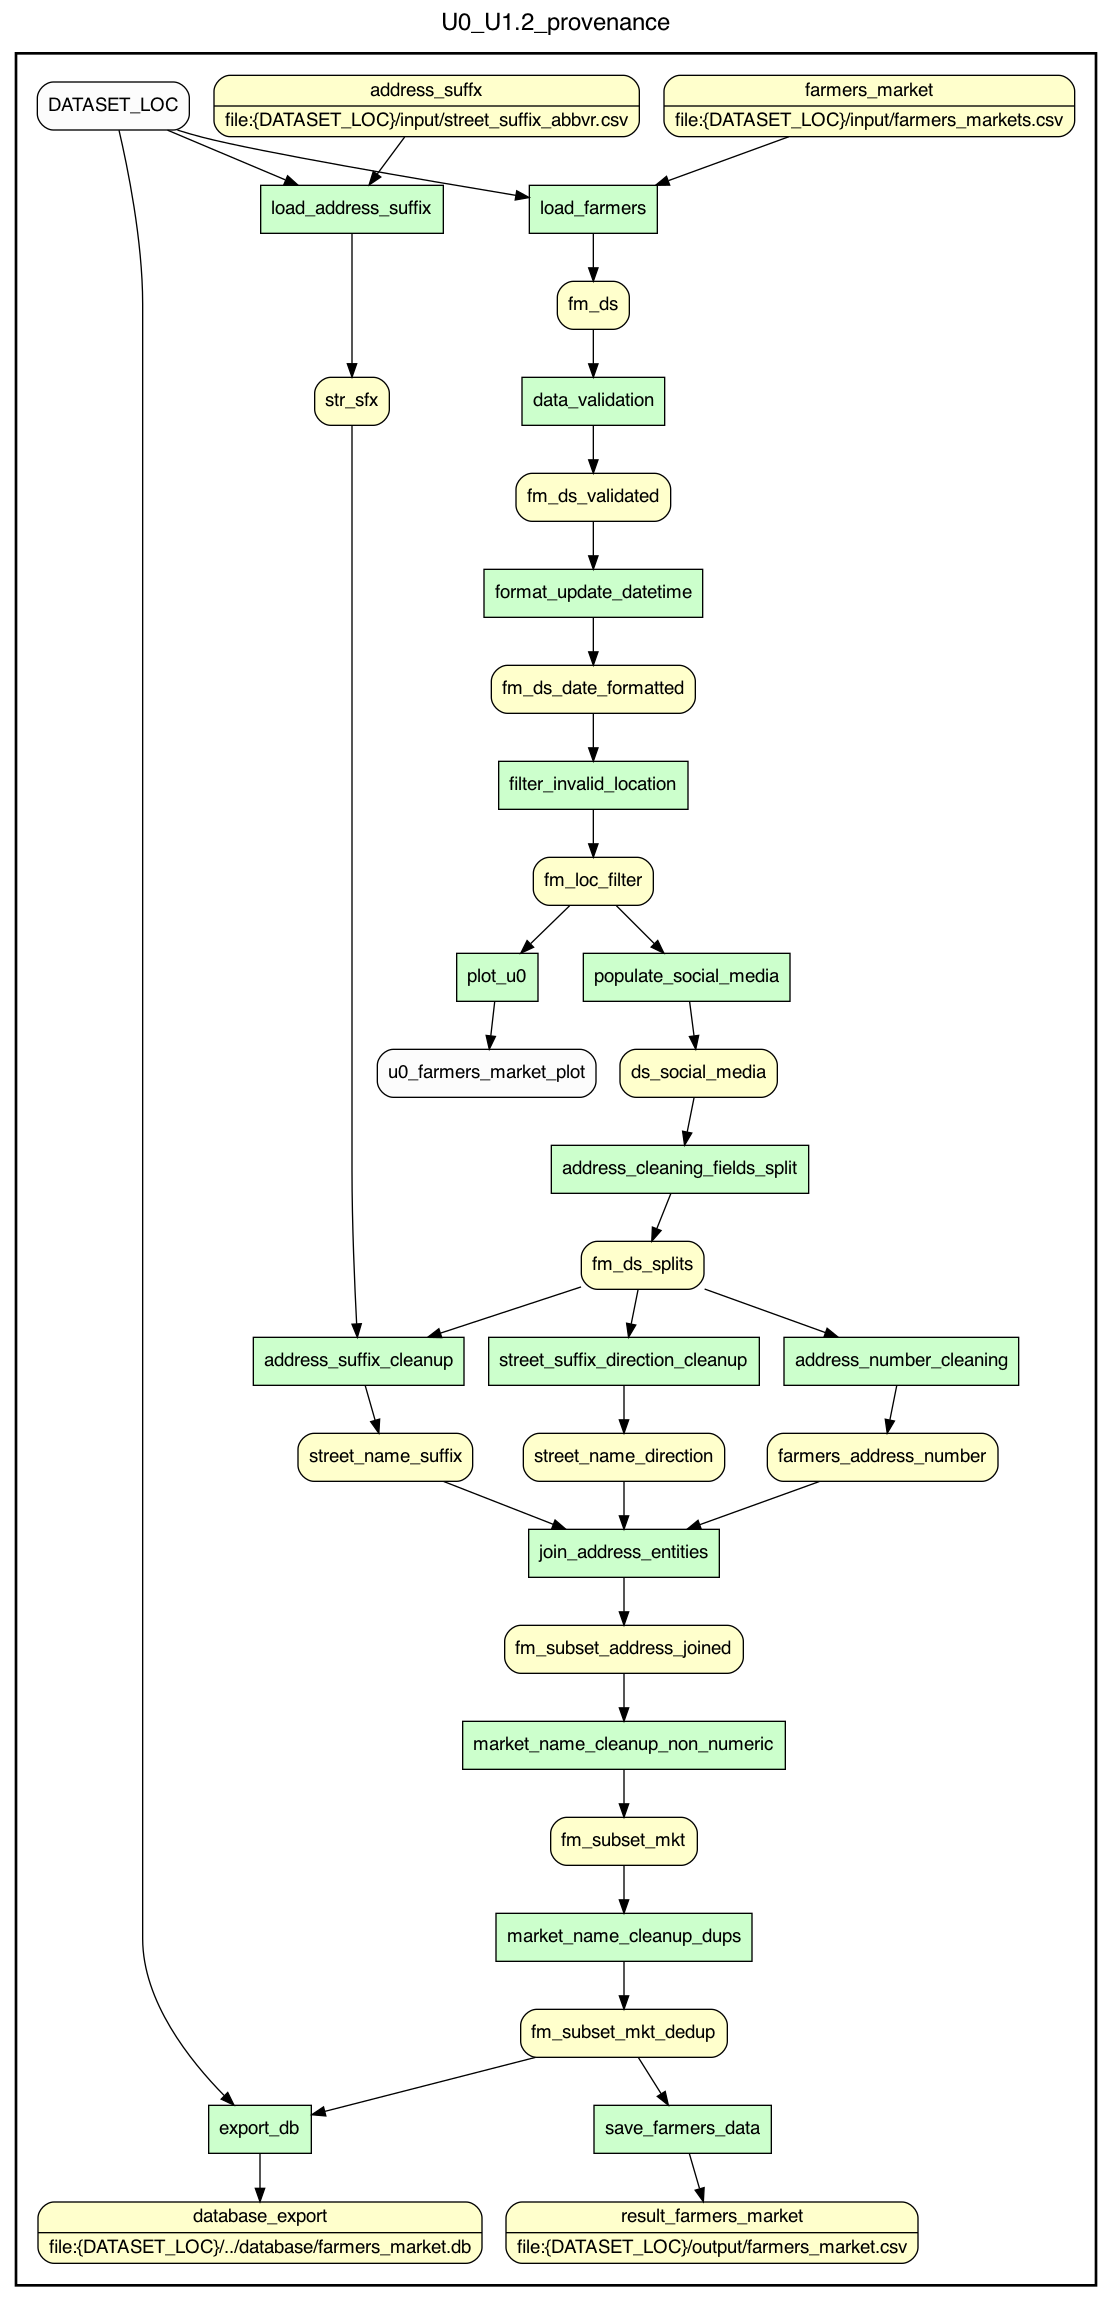 U0_U1.2_provenance
DATASET_LOC
address_suffx
file:{DATASET_LOC}/input/street_suffix_abbvr.csv
farmers_market
file:{DATASET_LOC}/input/farmers_markets.csv
load_address_suffix
load_farmers
fm_ds
str_sfx
data_validation
fm_ds_validated
format_update_datetime
fm_ds_date_formatted
filter_invalid_location
fm_loc_filter
plot_u0
populate_social_media
u0_farmers_market_plot
ds_social_media
address_cleaning_fields_split
fm_ds_splits
address_suffix_cleanup
street_suffix_direction_cleanup
address_number_cleaning
street_name_suffix
street_name_direction
farmers_address_number
join_address_entities
fm_subset_address_joined
market_name_cleanup_non_numeric
fm_subset_mkt
market_name_cleanup_dups
fm_subset_mkt_dedup
export_db
save_farmers_data
database_export
file:{DATASET_LOC}/../database/farmers_market.db
result_farmers_market
file:{DATASET_LOC}/output/farmers_market.csv